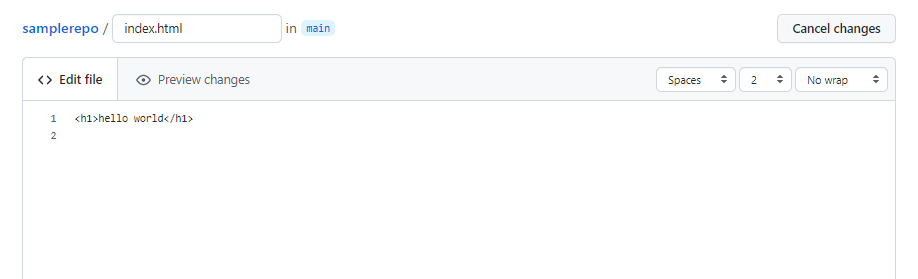 samplerepo / index.html in main Cancel changes
<> Edit file Preview changes Spaces 2 No wrap
1 <h1>hello world</h1>
2